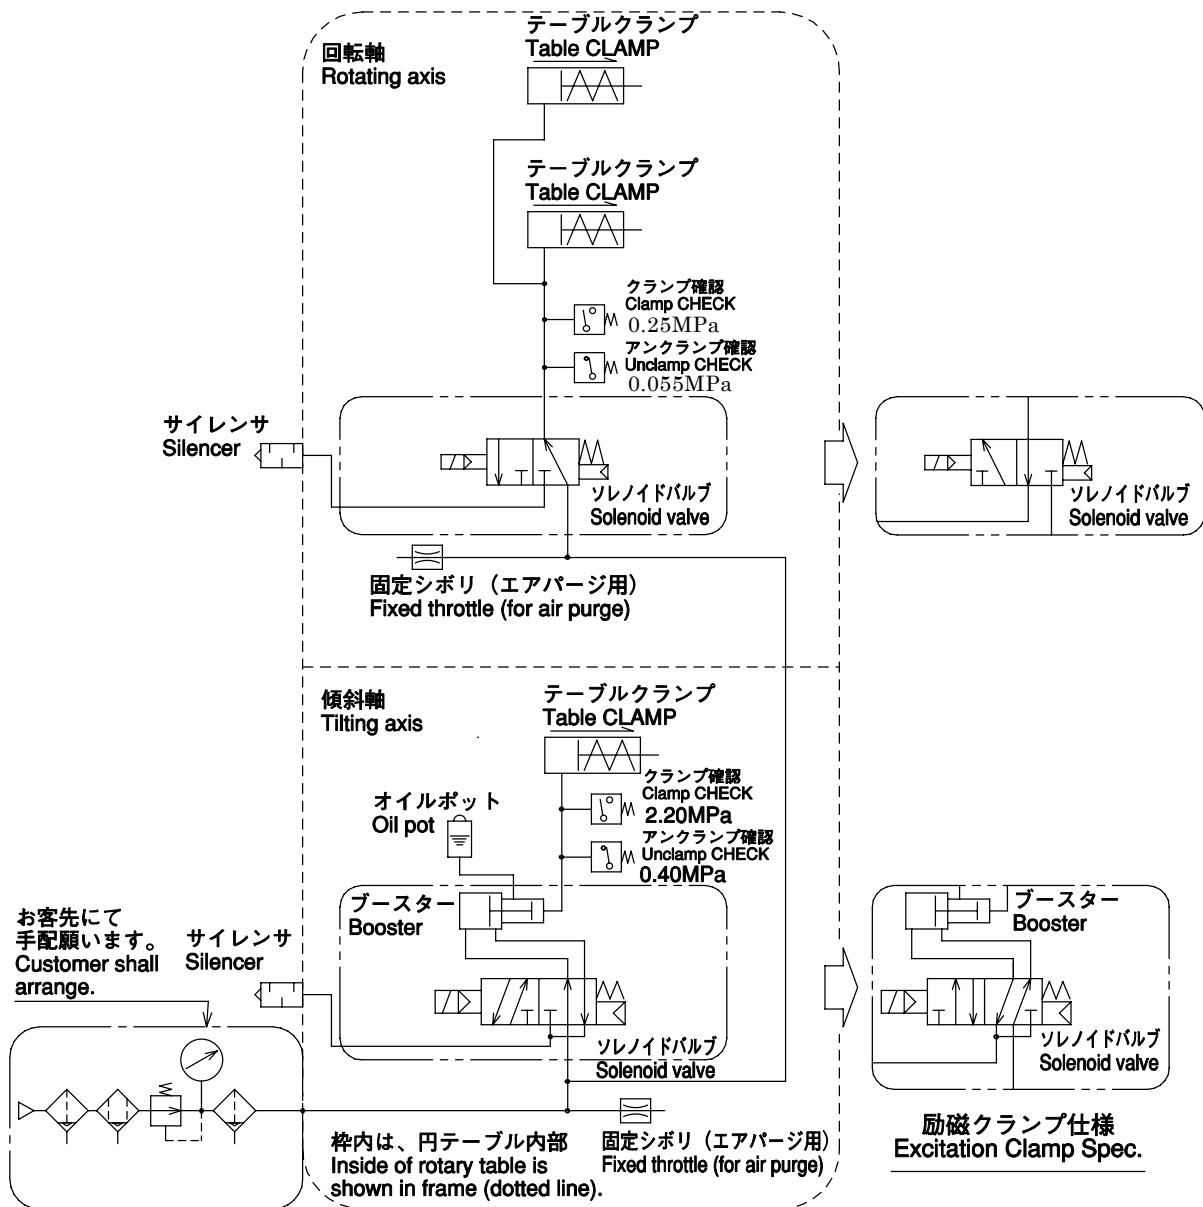 テーブルクランプ
Table CLAMP
回転軸
Rotating axis
テーブルクランプ
Table CLAMP
クランプ確認
Clamp CHECK
0.25MPa
アンクランプ確認
Unclamp CHECK
0.055MPa
サイレンサ
Silencer
ソレノイドバルブ
Solenoid valve
ソレノイドバルブ
Solenoid valve
固定シボリ（エアパージ用）
Fixed throttle (for air purge)
傾斜軸
Tilting axis
テーブルクランプ
Table CLAMP
クランプ確認
Clamp CHECK
2.20MPa
オイルポット
Oil pot
アンクランプ確認
Unclamp CHECK
0.40MPa
ブースター
Booster
ブースター
Booster
お客先にて
手配願います。
Customer shall
arrange.
サイレンサ
Silencer
ソレノイドバルブ
Solenoid valve
ソレノイドバルブ
Solenoid valve
枠内は、円テーブル内部
Inside of rotary table is
shown in frame (dotted line).
固定シボリ（エアパージ用）
Fixed throttle (for air purge)
励磁クランプ仕様
Excitation Clamp Spec.